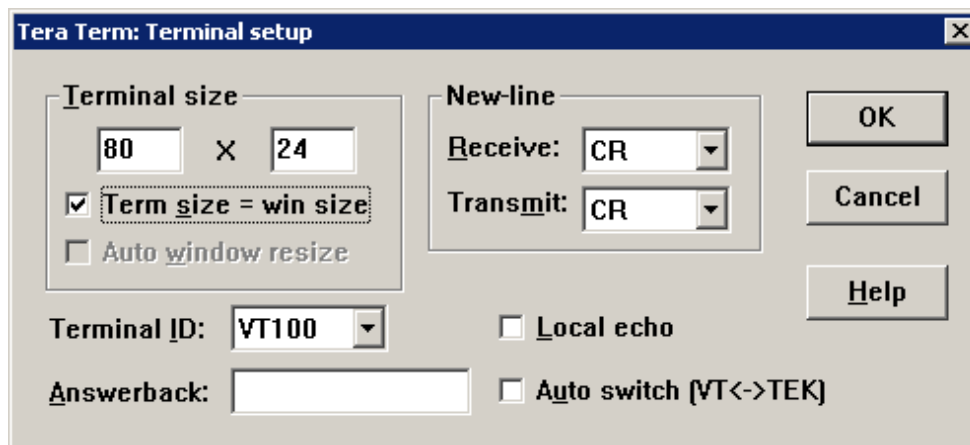 Tera Term: Terminal setup
Terminal size
80 X 24
Term size = win size
Auto window resize
New-line
Receive: CR
Transmit: CR
OK
Cancel
Help
Terminal ID: VT100
Local echo
Answerback:
Auto switch (VT<->TEK)